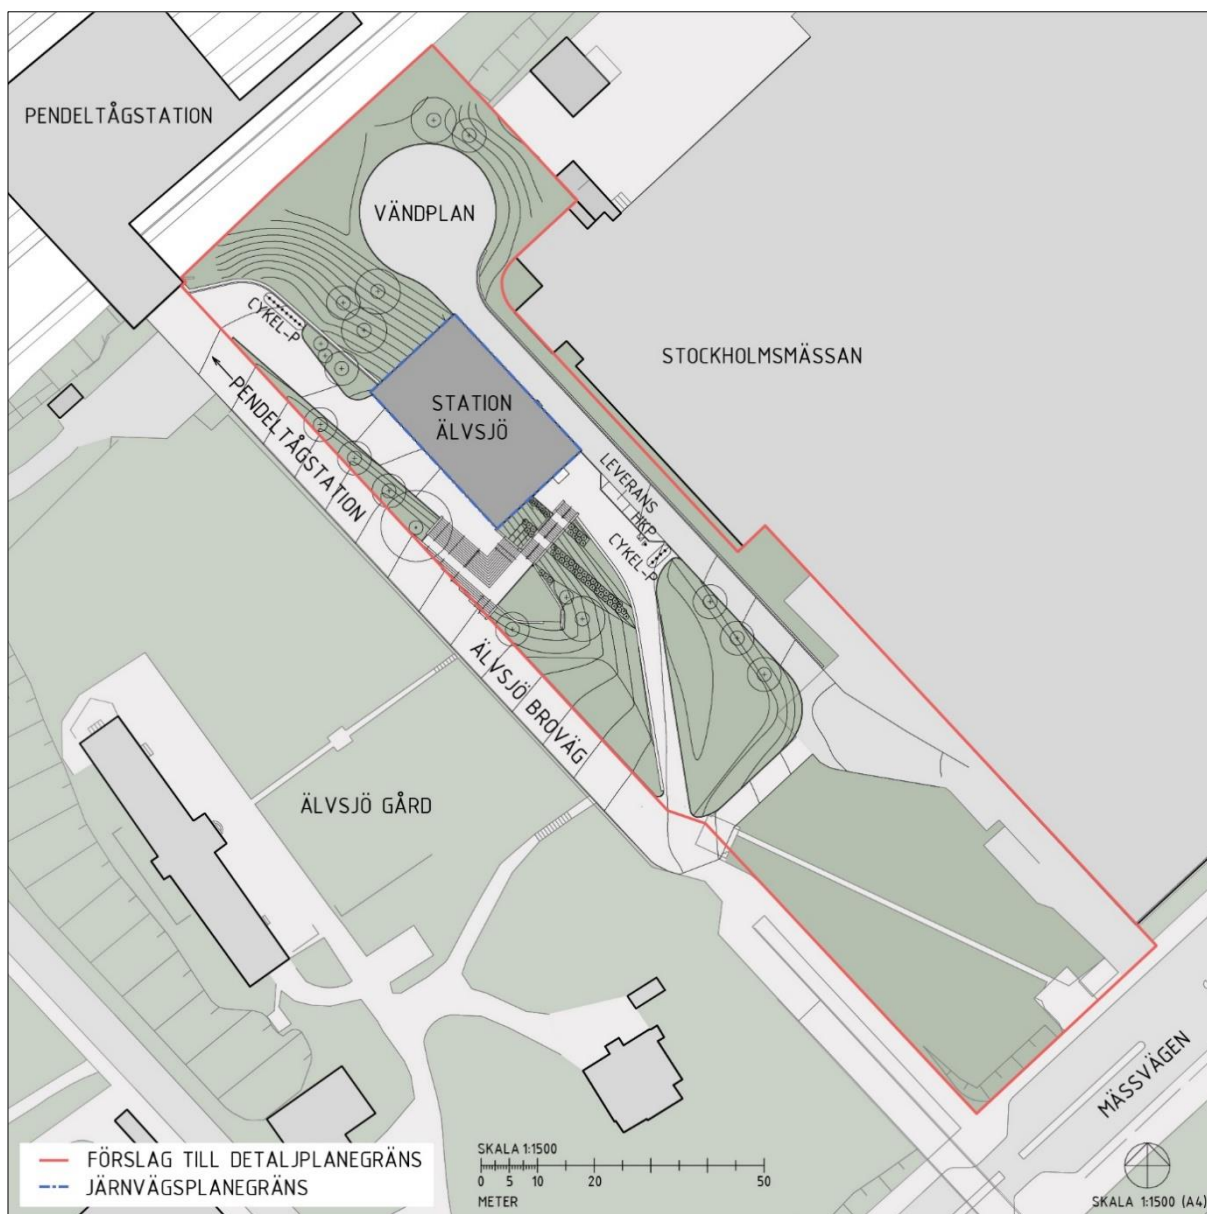 PENDELTÅGSTATION
VÄNDPLAN
CYKEL-P
STOCKHOLMSMÄSSAN
STATION
ÄLVSJÖ
PENDELTÅGSTATION
LEVERANS
HKP
CYKEL-P
ÄLVSJÖ BROVÄG
ÄLVSJÖ GÅRD
MÄSSVÄGEN
FÖRSLAG TILL DETALJPLANEGRÄNS
JÄRNVÄGSPLANEGRÄNS
SKALA 1:1500
0 5 10 20 50
METER
SKALA 1:1500 (A4)